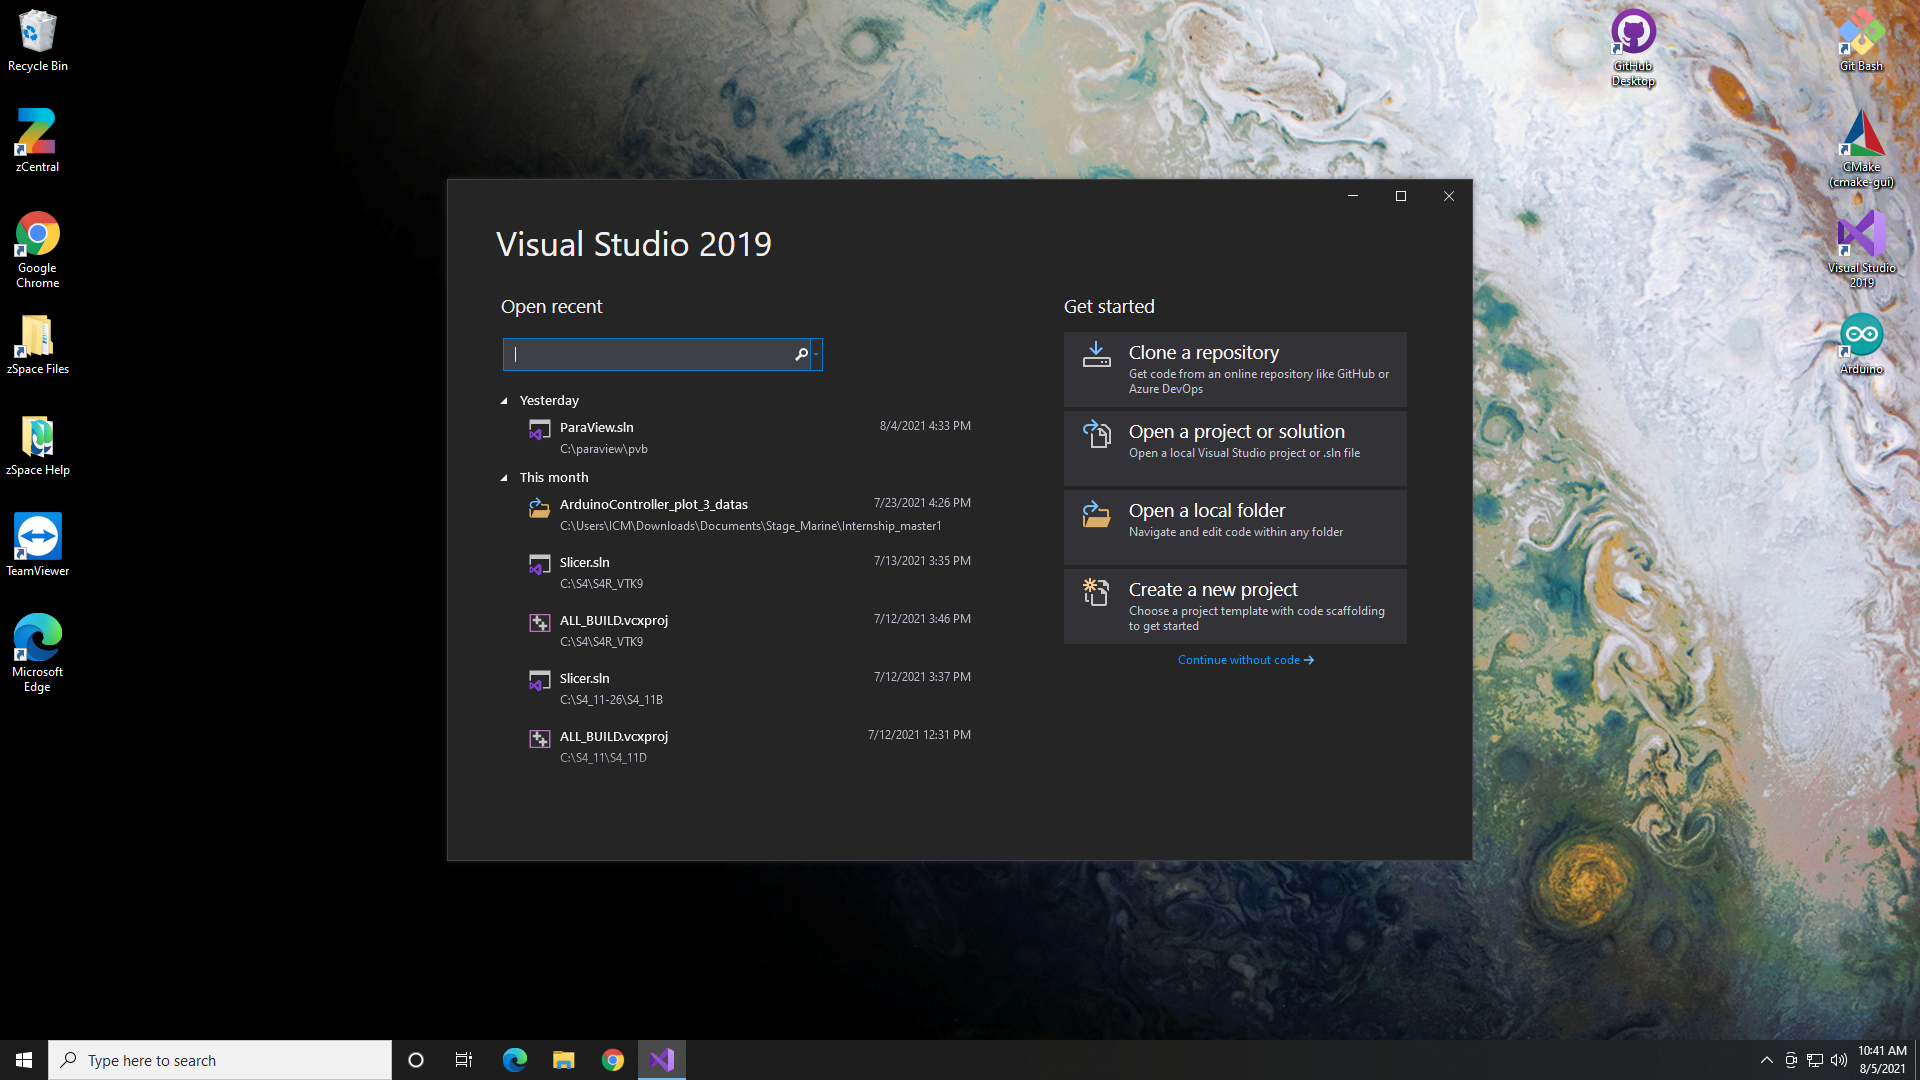 Recycle Bin
zCentral
Google
Chrome
zSpace Files
zSpace Help
TeamViewer
Microsoft
Edge
GitHub
Desktop
Git Bash
CMake
(cmake-gui)
Visual Studio
2019
Arduino
Visual Studio 2019
Open recent
Yesterday
ParaView.sln 8/4/2021 4:33 PM
C:\paraview\pvb
This month
ArduinoController_plot_3_datas 7/23/2021 4:26 PM
C:\Users\ICM\Downloads\Documents\Stage_Marine\Internship_master1
Slicer.sln 7/13/2021 3:35 PM
C:\S4\S4R_VTK9
ALL_BUILD.vcxproj 7/12/2021 3:46 PM
C:\S4\S4R_VTK9
Slicer.sln 7/12/2021 3:37 PM
C:\S4_11-26\S4_11B
ALL_BUILD.vcxproj 7/12/2021 12:31 PM
C:\S4_11\S4_11D
Get started
Clone a repository
Get code from an online repository like GitHub or
Azure DevOps
Open a project or solution
Open a local Visual Studio project or .sln file
Open a local folder
Navigate and edit code within any folder
Create a new project
Choose a project template with code scaffolding
to get started
Continue without code →
Type here to search
10:41 AM
8/5/2021